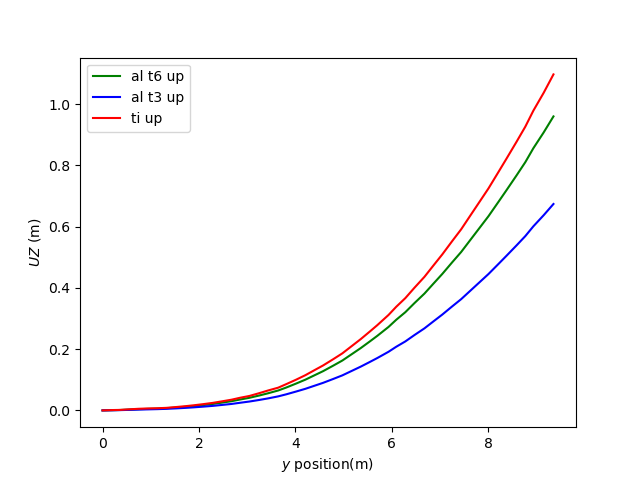 al t6 up
al t3 up
ti up
1.0
0.8
0.6
0.4
0.2
0.0
UZ (m)
0 2 4 6 8
y position(m)